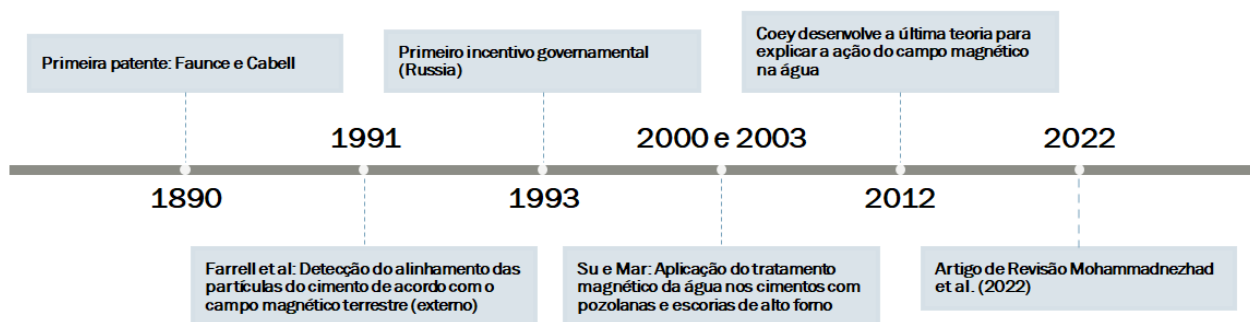 Primeira patente: Faunce e Cabell
Primeiro incentivo governamental
(Russia)
Coey desenvolve a última teoria para
explicar a ação do campo magnético
na água
1991
2000 e 2003
2022
1890
1993
2012
Farrell et al: Detecção do alinhamento das
partículas do cimento de acordo com o
campo magnético terrestre (externo)
Su e Mar: Aplicação do tratamento
magnético da água nos cimentos com
pozolanas e escorias de alto forno
Artigo de Revisão Mohammadnezhad
et al. (2022)